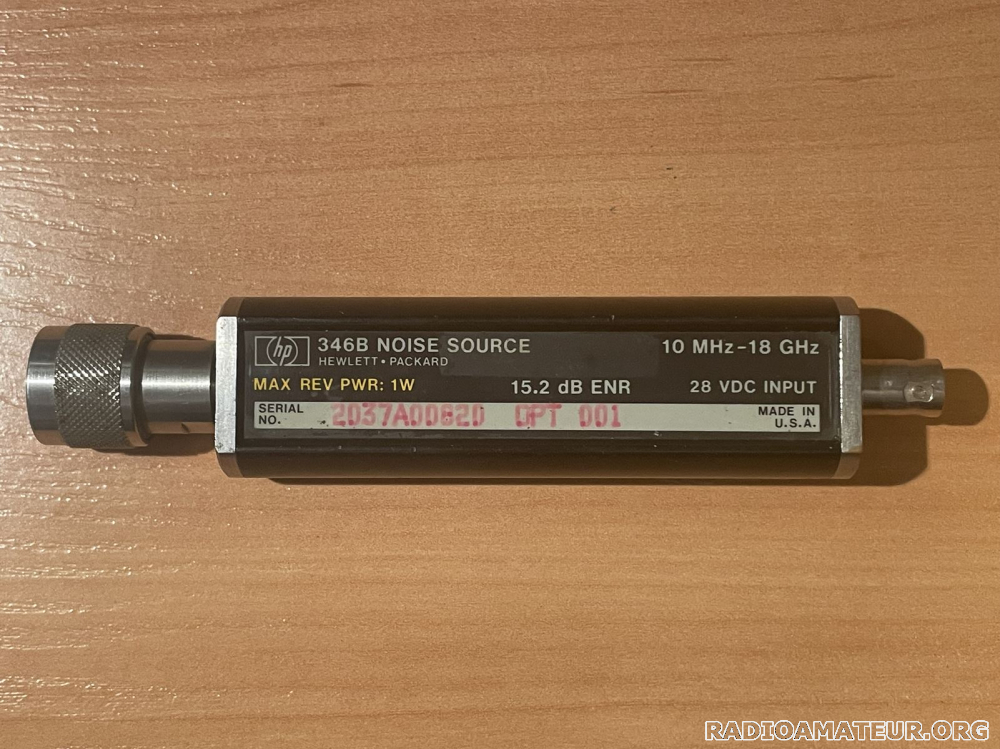 hp 346B NOISE SOURCE 10 MHz-18 GHz
HEWLETT • PACKARD
MAX REV PWR: 1W 15.2 dB ENR 28 VDC INPUT
SERIAL NO. 2037A00820 OPT 001 MADE IN U.S.A.
RADIOAMATEUR.ORG